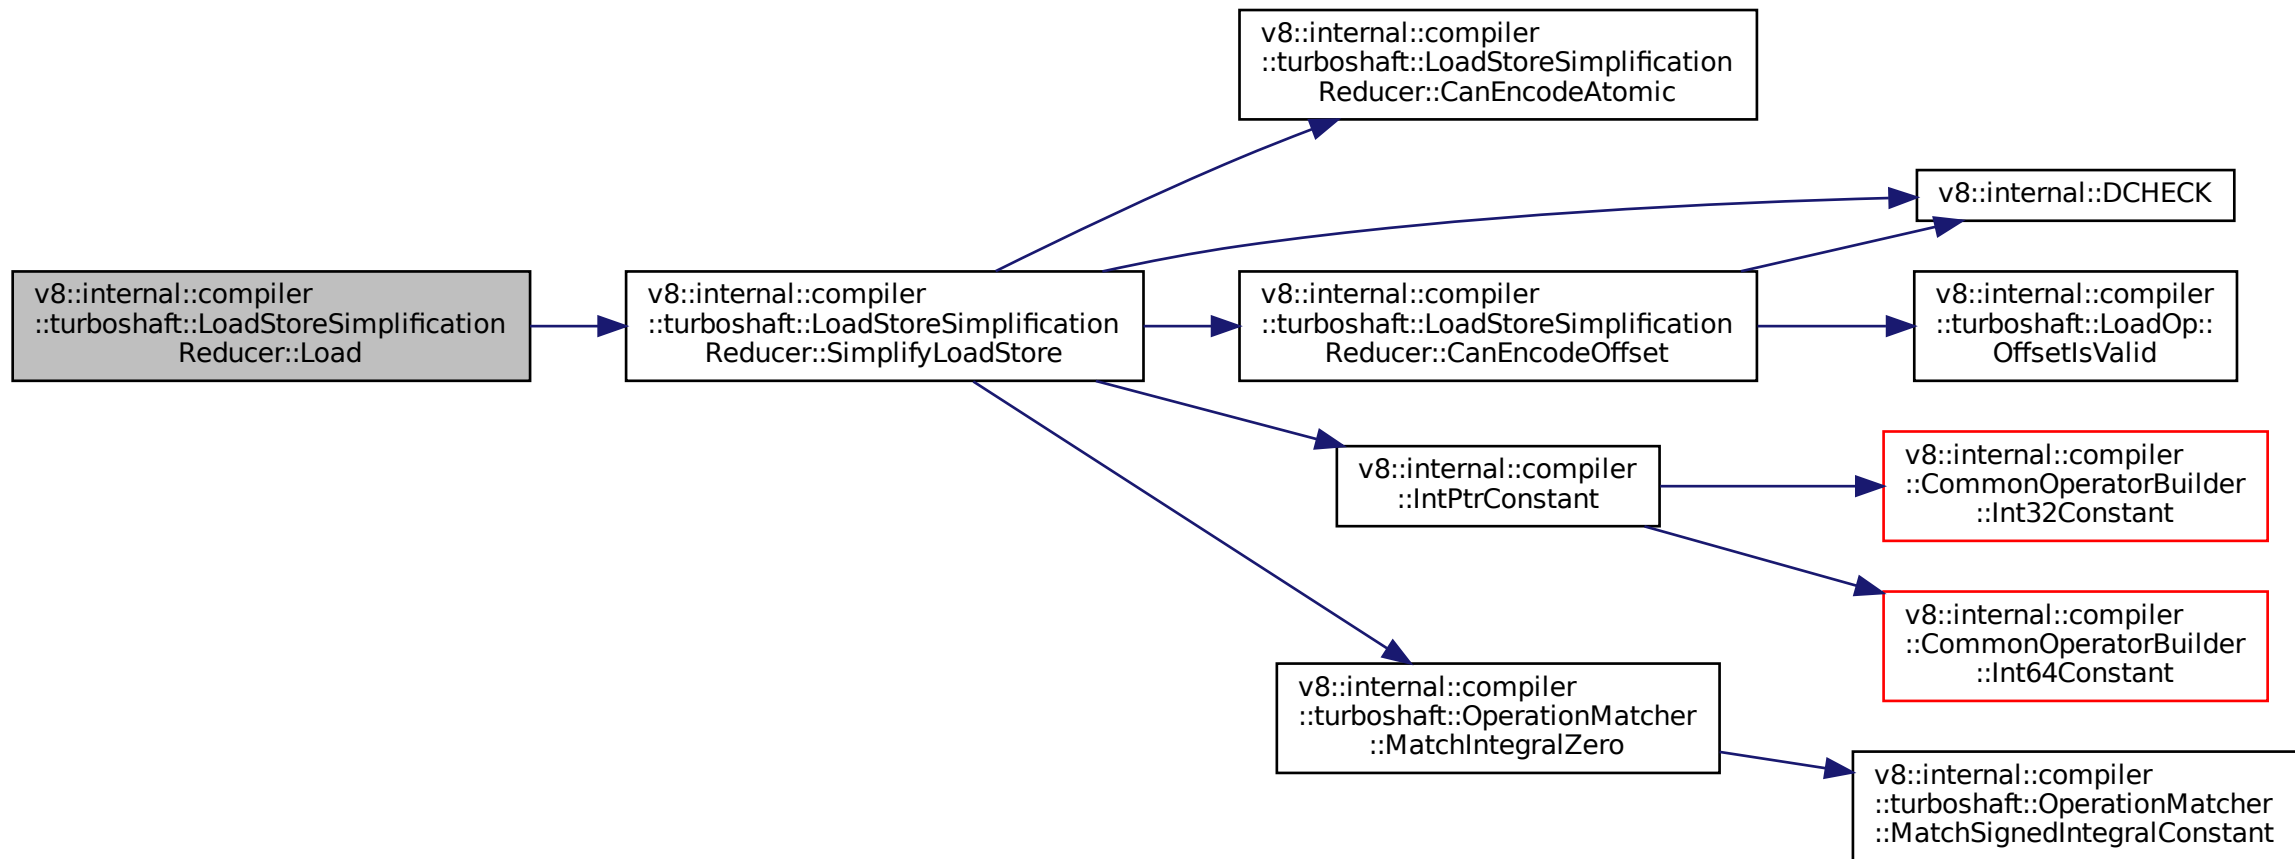 v8::internal::compiler
::turboshaft::LoadStoreSimplification
Reducer::Load
v8::internal::compiler
::turboshaft::LoadStoreSimplification
Reducer::SimplifyLoadStore
v8::internal::compiler
::turboshaft::LoadStoreSimplification
Reducer::CanEncodeAtomic
v8::internal::DCHECK
v8::internal::compiler
::turboshaft::LoadStoreSimplification
Reducer::CanEncodeOffset
v8::internal::compiler
::turboshaft::LoadOp::
OffsetIsValid
v8::internal::compiler
::IntPtrConstant
v8::internal::compiler
::CommonOperatorBuilder
::Int32Constant
v8::internal::compiler
::CommonOperatorBuilder
::Int64Constant
v8::internal::compiler
::turboshaft::OperationMatcher
::MatchIntegralZero
v8::internal::compiler
::turboshaft::OperationMatcher
::MatchSignedIntegralConstant